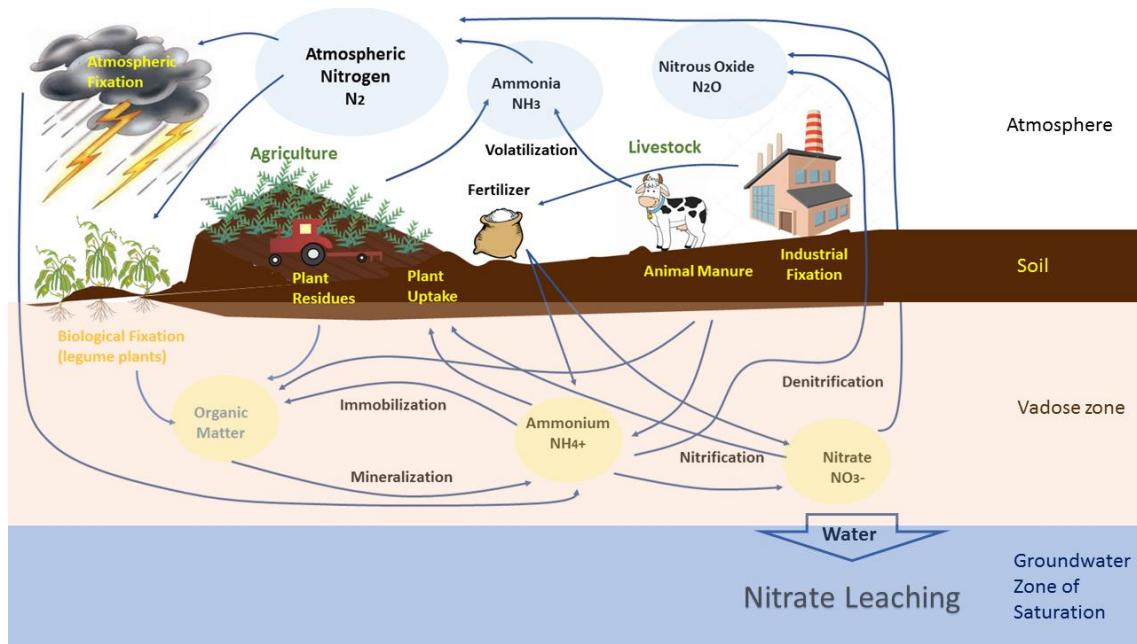 Atmospheric
Fixation
Atmospheric
Nitrogen
N2
Ammonia
NH3
Nitrous Oxide
N2O
Atmosphere
Agriculture
Volatilization
Livestock
Fertilizer
Plant
Residues
Plant
Uptake
Animal Manure
Industrial
Fixation
Soil
Biological Fixation
(legume plants)
Organic
Matter
Immobilization
Mineralization
Ammonium
NH4+
Nitrification
Denitrification
Nitrate
NO3-
Vadose zone
Water
Nitrate Leaching
Groundwater
Zone of
Saturation